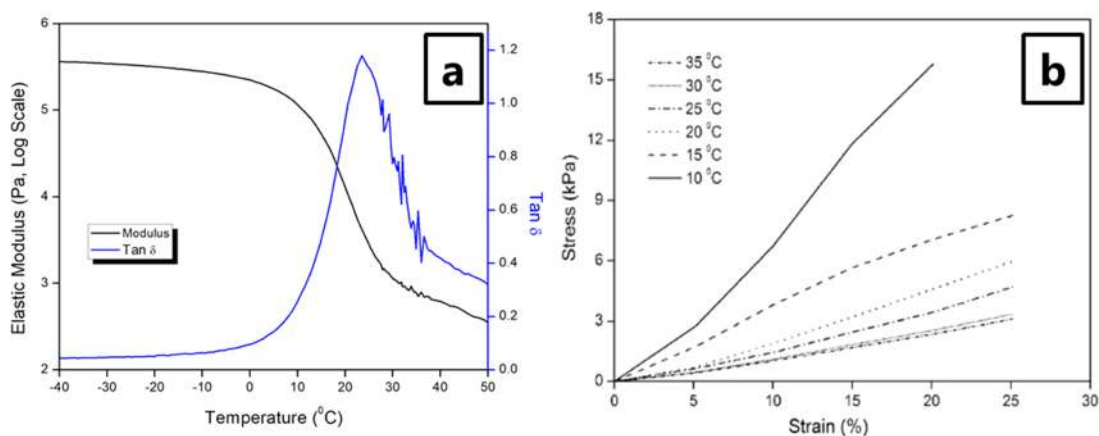 a
6
5
4
3
2
Elastic Modulus (Pa, Log Scale)
Modulus
Tan δ
1.2
1.0
0.8
0.6
0.4
0.2
0.0
Tan δ
-40 -30 -20 -10 0 10 20 30 40 50
Temperature (⁰C)
b
18
15
12
9
6
3
0
Stress (kPa)
35 ⁰C
30 ⁰C
25 ⁰C
20 ⁰C
15 ⁰C
10 ⁰C
0 5 10 15 20 25 30
Strain (%)